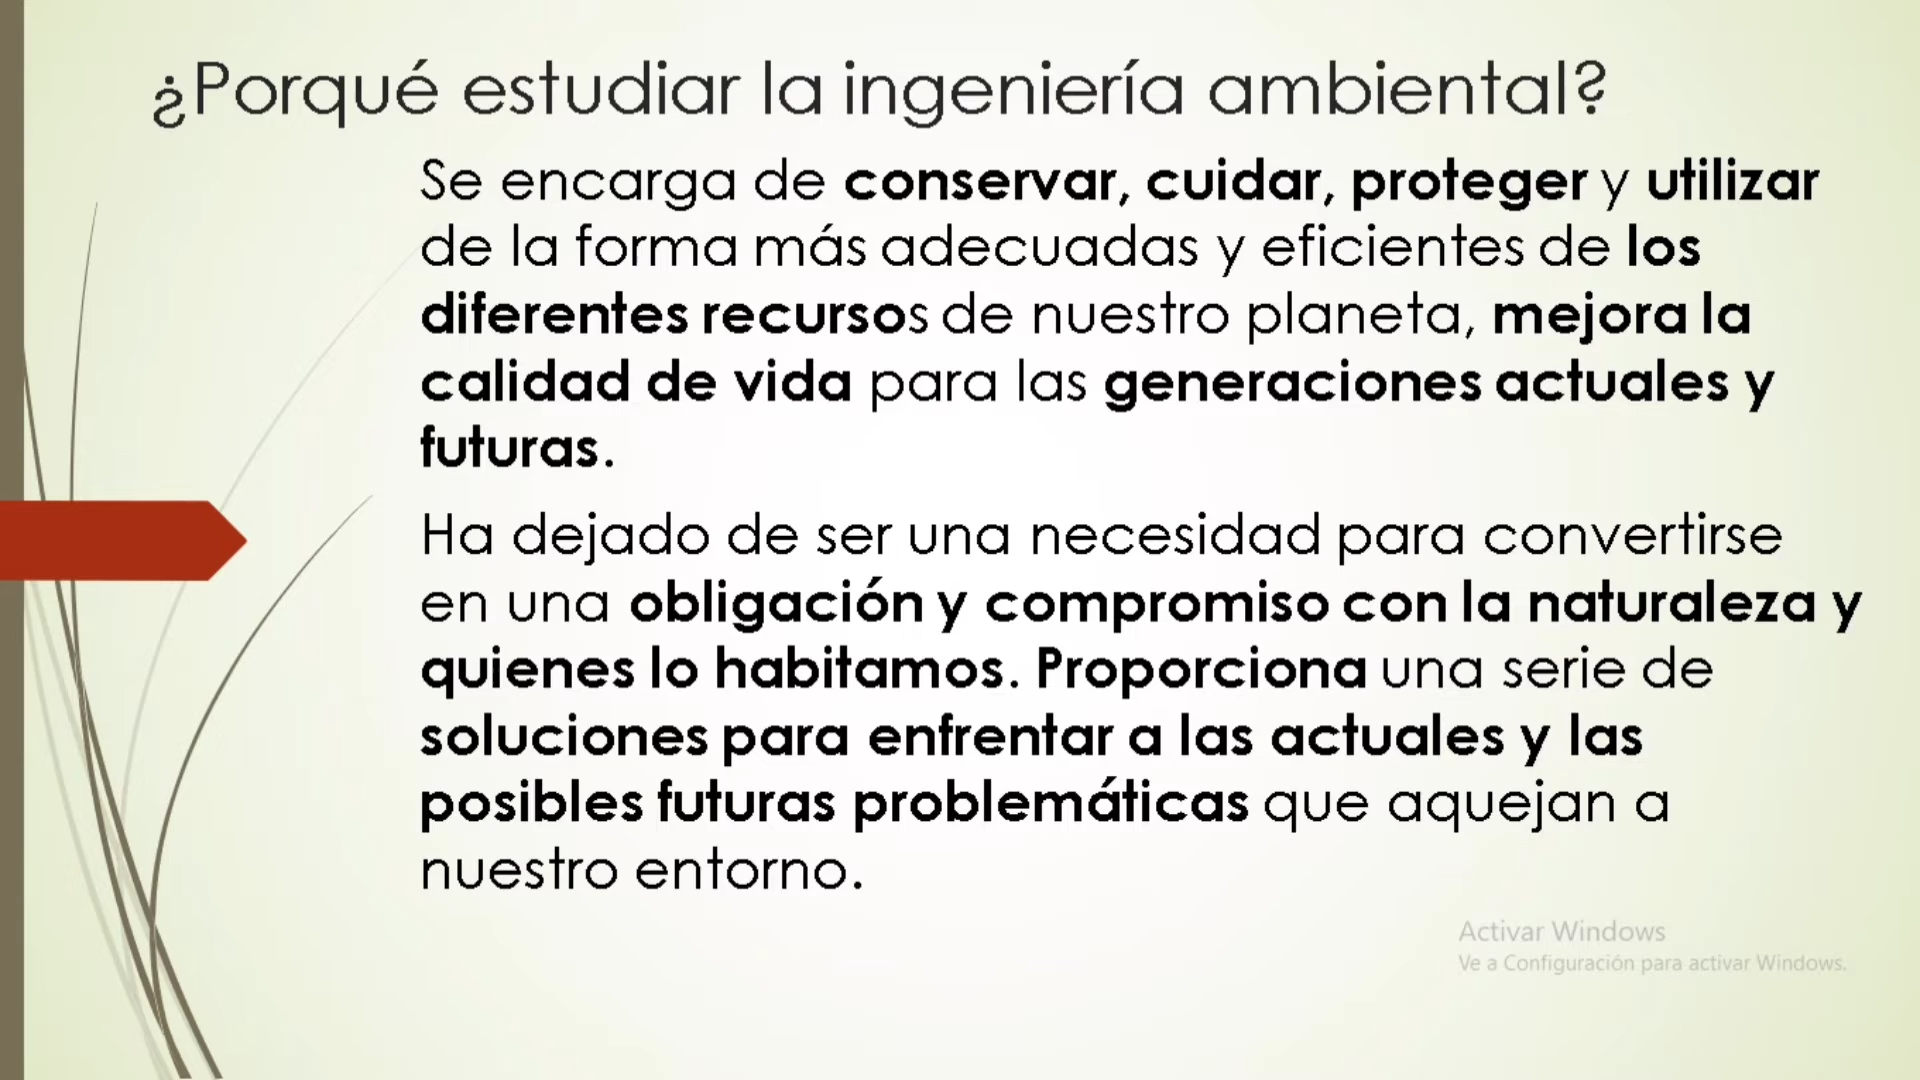 ¿Porqué estudiar la ingeniería ambiental?
Se encarga de conservar, cuidar, proteger y utilizar
de la forma más adecuadas y eficientes de los
diferentes recursos de nuestro planeta, mejora la
calidad de vida para las generaciones actuales y
futuras.
Ha dejado de ser una necesidad para convertirse
en una obligación y compromiso con la naturaleza y
quienes lo habitamos. Proporciona una serie de
soluciones para enfrentar a las actuales y las
posibles futuras problemáticas que aquejan a
nuestro entorno.
Activar Windows
Ve a Configuración para activar Windows.